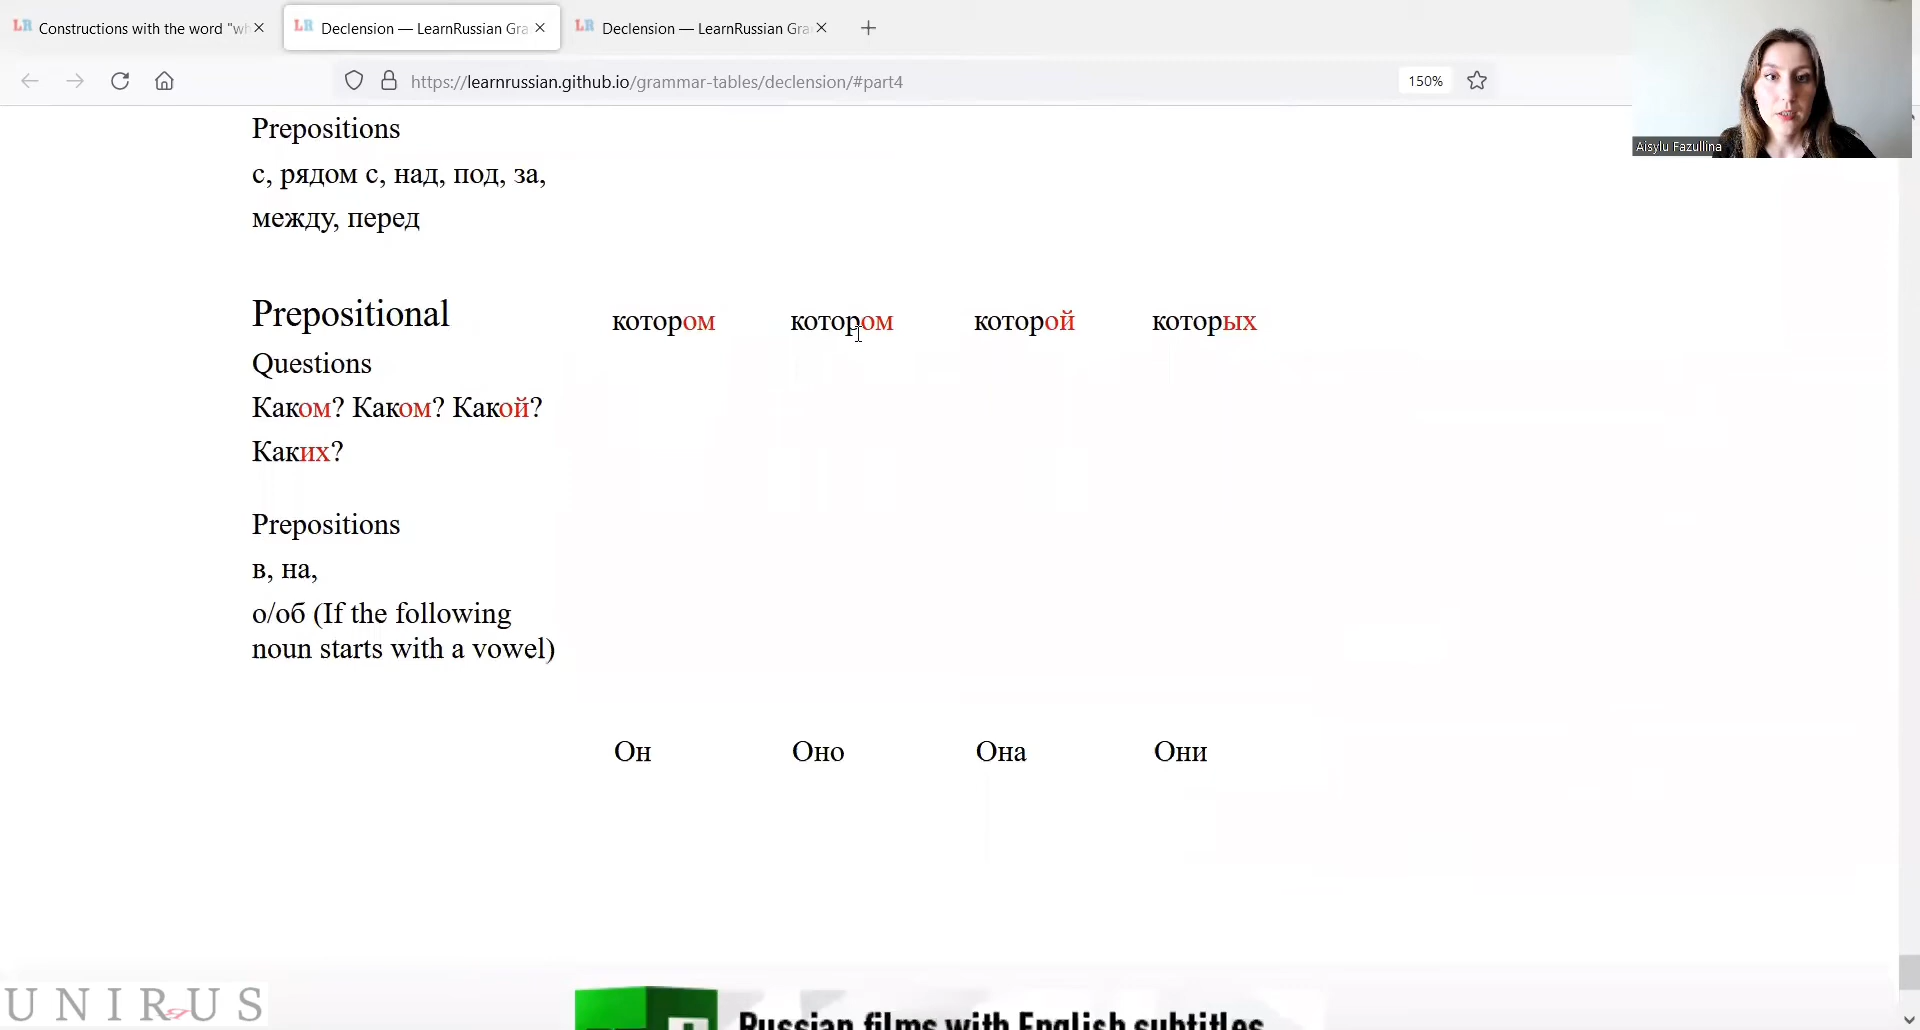 Constructions with the word "wh
Declension — LearnRussian Gra
Declension — LearnRussian Gra
https://learnrussian.github.io/grammar-tables/declension/#part4
150%
Aisylu Fazullina
Prepositions
с, рядом с, над, под, за,
между, перед
Prepositional
котором котором которой которых
Questions
Каком? Каком? Какой?
Каких?
Prepositions
в, на,
о/об (If the following
noun starts with a vowel)
Он Оно Она Они
UNIRUS
Russian films with English subtitles